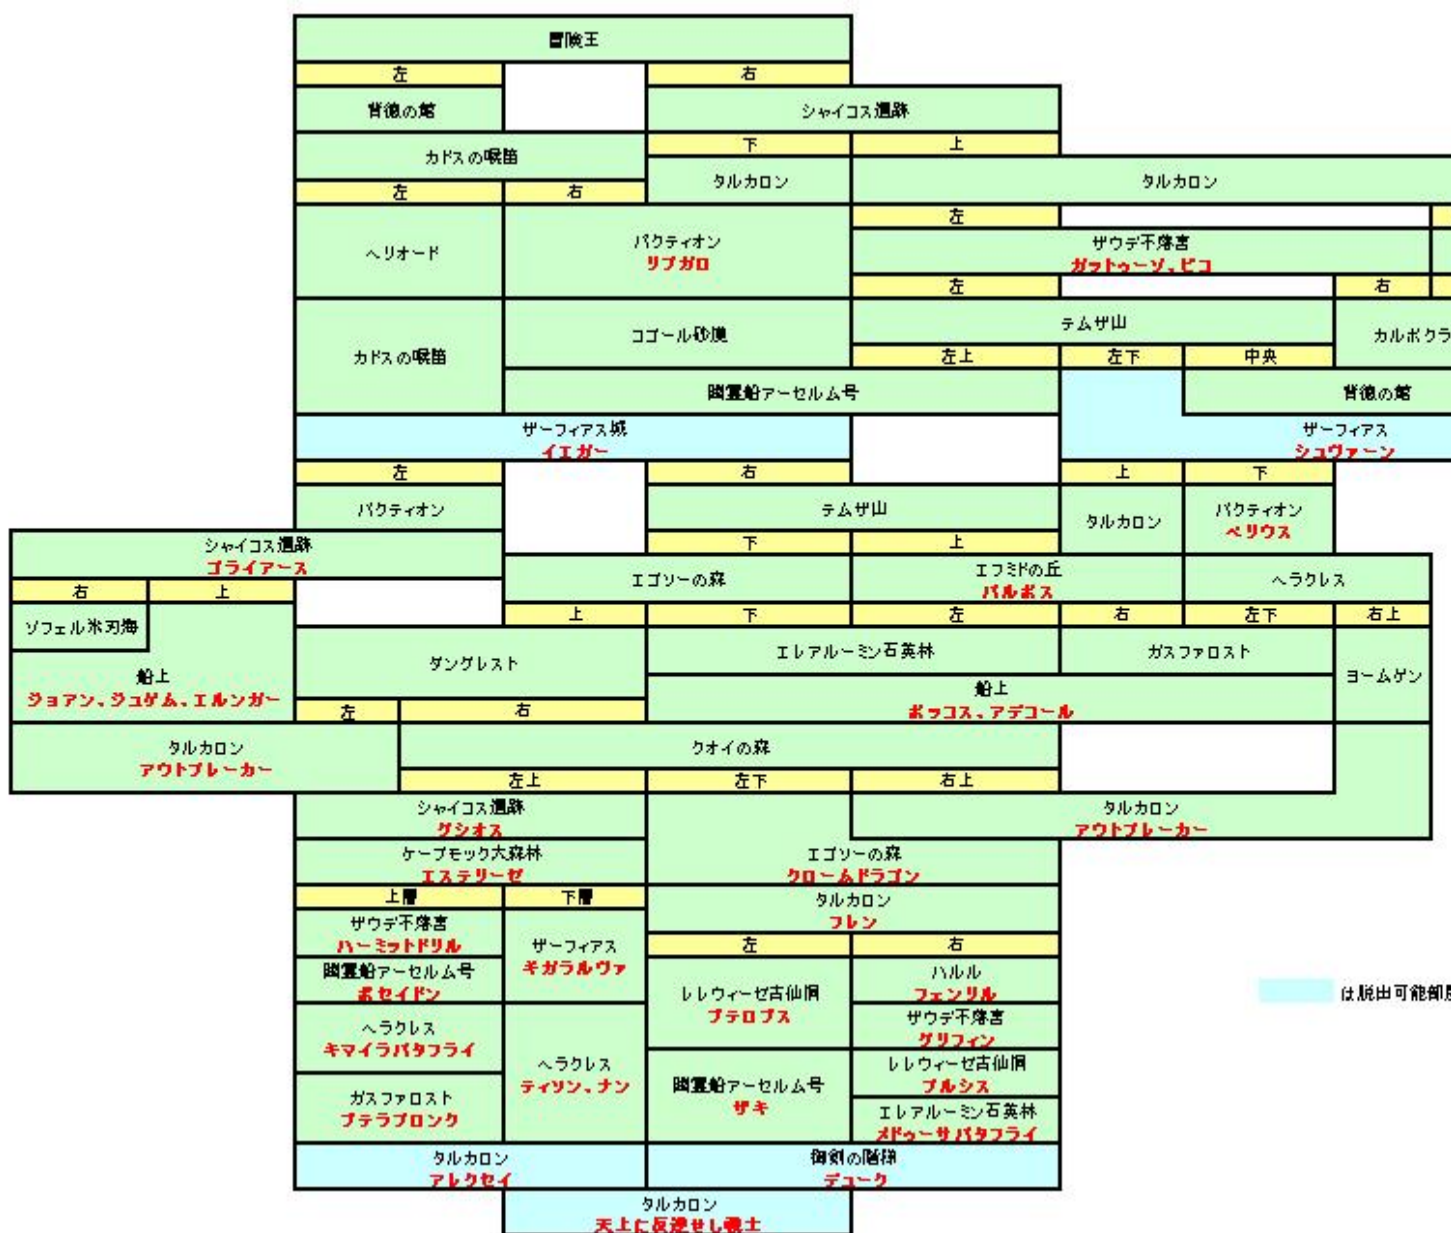 冒険王
左
右
背徳の館
シャイコス遺跡
下
上
カドスの喉笛
タルカロン
タルカロン
左
右
左
ヘリオード
パクティオン
リブガロ
ザウデ不落宮
ガットゥーゾ、ピコ
左
右
カドスの喉笛
コゴール砂漠
テムザ山
カルボクラ
左上
左下
中央
幽霊船アーセルム号
背徳の館
ザーフィアス城
イエガー
ザーフィアス
シュヴァーン
左
右
上
下
パクティオン
テムザ山
タルカロン
パクティオン
ベリウス
シャイコス遺跡
ゴライアース
下
上
エゴソーの森
エフミドの丘
バルボス
ヘラクレス
右
上
上
下
左
右
左下
右上
ゾフェル氷刃海
ダングレスト
エレアルーミン石英林
ガスファロスト
ヨームゲン
船上
ジョアン、ジュゲム、エルンガー
船上
ボッコス、アデコール
左
右
タルカロン
アウトブレーカー
クオイの森
左上
左下
右上
シャイコス遺跡
グシオス
タルカロン
アウトブレーカー
ケーブモック大森林
エステリーゼ
エゴソーの森
クロームドラゴン
上層
下層
タルカロン
フレン
ザウデ不落宮
ハーミットドリル
ザーフィアス
ギガラルヴァ
左
右
幽霊船アーセルム号
ポセイドン
レレウィーゼ古仙洞
プテロプス
ハルル
フェンリル
は脱出可能部
ザウデ不落宮
グリフィン
ヘラクレス
キマイラバタフライ
ヘラクレス
ティソン、ナン
幽霊船アーセルム号
ザキ
レレウィーゼ古仙洞
ブルシス
ガスファロスト
プテラブロンク
エレアルーミン石英林
メドゥーサバタフライ
タルカロン
アレクセイ
御剣の階梯
デューク
タルカロン
天上に反逆せし戦士